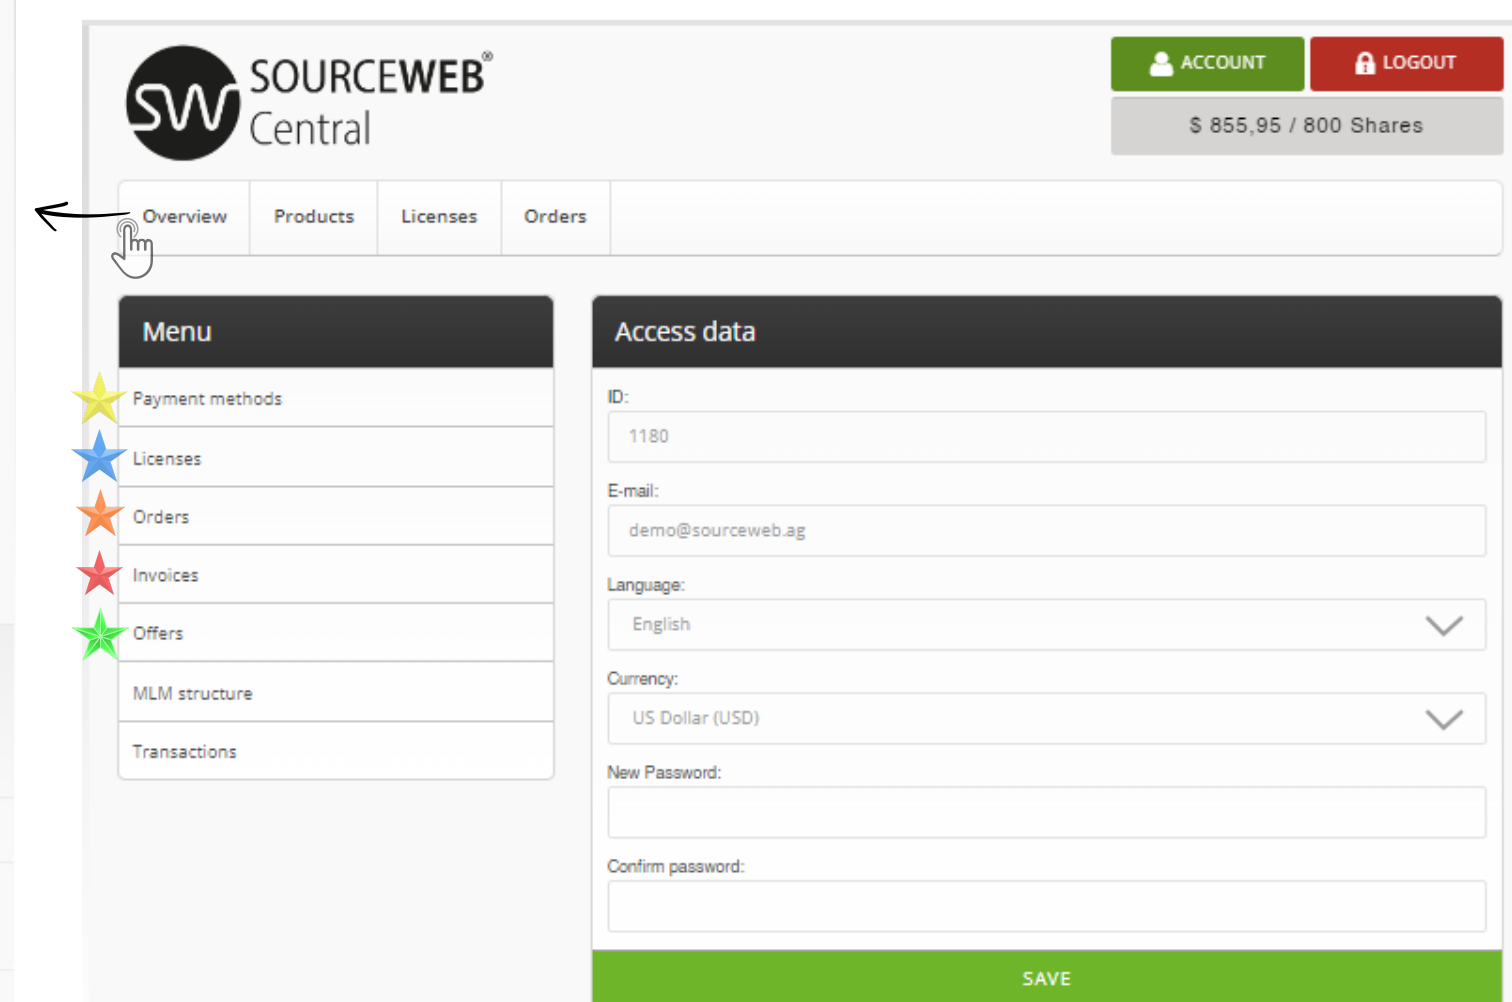 SW SOURCEWEB®
Central
ACCOUNT
LOGOUT
$ 855,95 / 800 Shares
Overview Products Licenses Orders
Menu
Payment methods
Licenses
Orders
Invoices
Offers
MLM structure
Transactions
Access data
ID:
1180
E-mail:
demo@sourceweb.ag
Language:
English
Currency:
US Dollar (USD)
New Password:
Confirm password:
SAVE